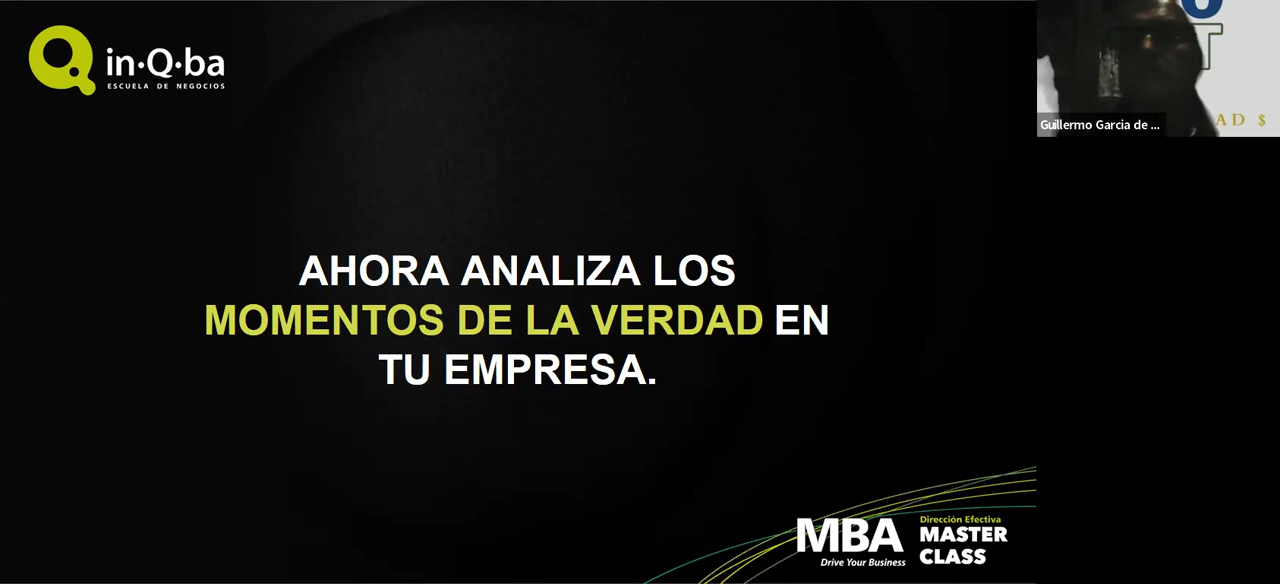 in·Q·ba
ESCUELA DE NEGOCIOS
T
Guillermo Garcia de ...
AD $
AHORA ANALIZA LOS
MOMENTOS DE LA VERDAD EN
TU EMPRESA.
MBA
Drive Your Business
Dirección Efectiva
MASTER
CLASS